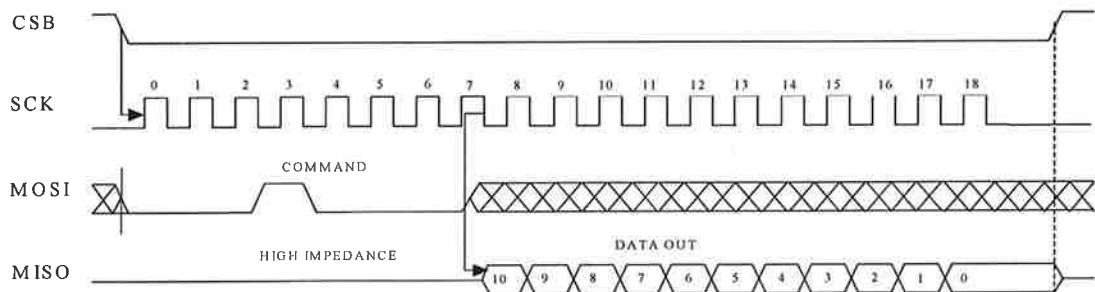 CSB
0 1 2 3 4 5 6 7 8 9 10 11 12 13 14 15 16 17 18
SCK
COMMAND
MOSI
HIGH IMPEDANCE DATA OUT
MISO 10 9 8 7 6 5 4 3 2 1 0